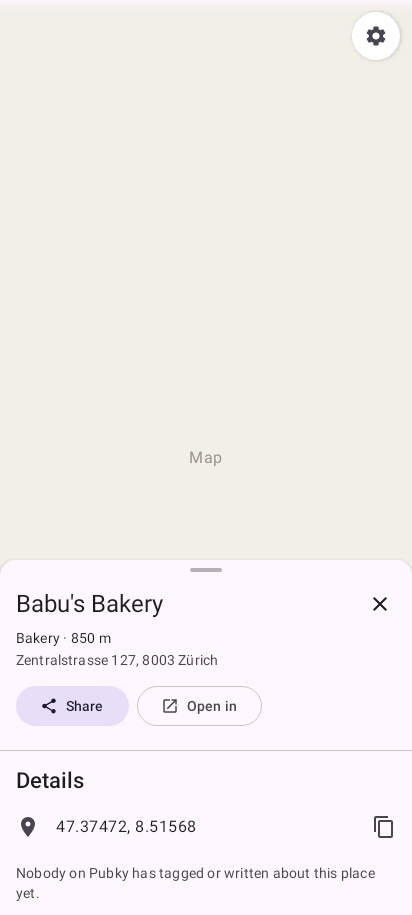 Map
Babu's Bakery
Bakery · 850 m
Zentralstrasse 127, 8003 Zürich
Share
Open in
Details
47.37472, 8.51568
Nobody on Pubky has tagged or written about this place
yet.